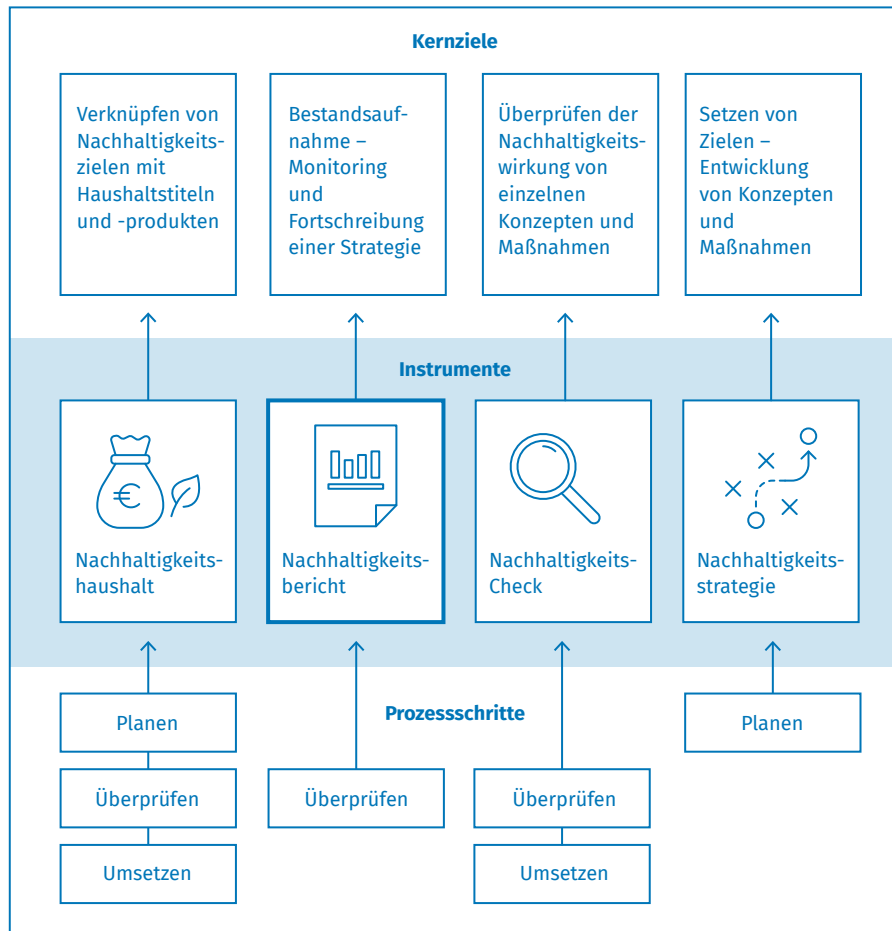 Kernziele
Verknüpfen von
Nachhaltigkeits-
zielen mit
Haushaltstiteln
und -produkten
Bestandsauf-
nahme –
Monitoring
und
Fortschreibung
einer Strategie
Überprüfen der
Nachhaltigkeits-
wirkung von
einzelnen
Konzepten und
Maßnahmen
Setzen von
Zielen –
Entwicklung
von Konzepten
und
Maßnahmen
Instrumente
€
Nachhaltigkeits-
haushalt
Nachhaltigkeits-
bericht
Nachhaltigkeits-
Check
Nachhaltigkeits-
strategie
Prozessschritte
Planen
Überprüfen
Umsetzen
Überprüfen
Überprüfen
Umsetzen
Planen